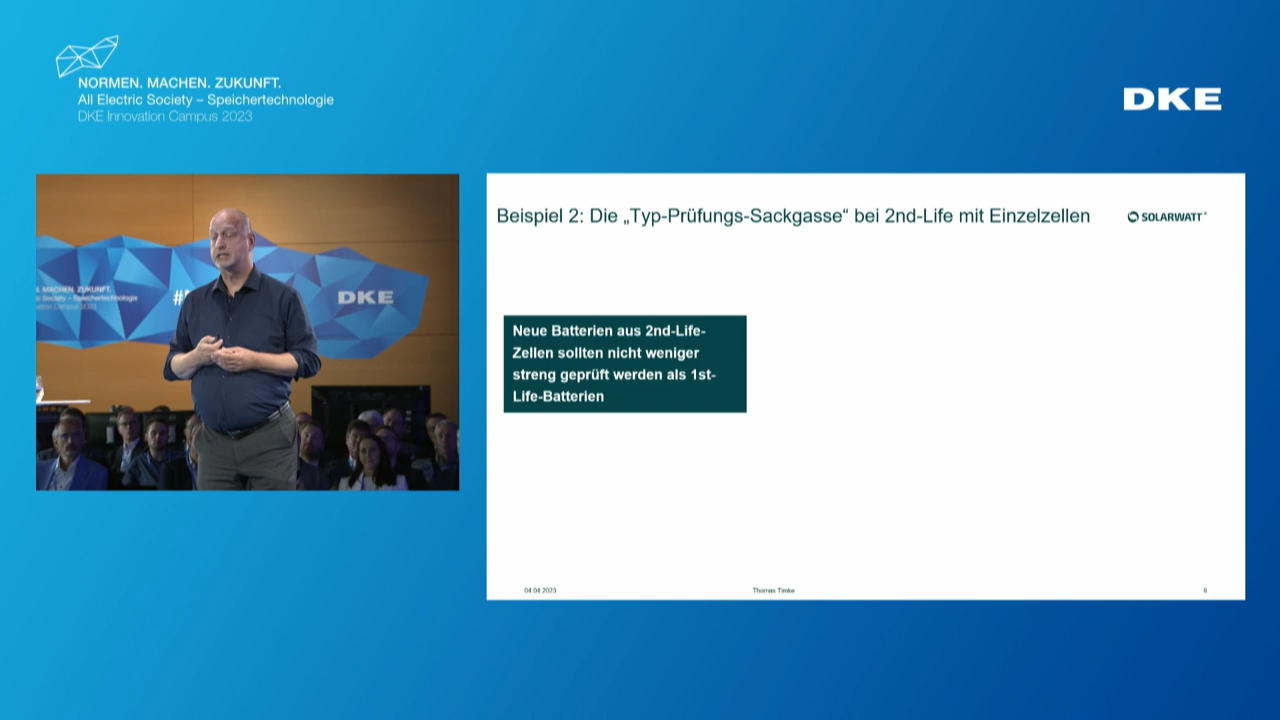 NORMEN. MACHEN. ZUKUNFT.
All Electric Society – Speichertechnologie
DKE Innovation Campus 2023
DKE
DKE
Beispiel 2: Die „Typ-Prüfungs-Sackgasse“ bei 2nd-Life mit Einzelzellen
SOLARWATT
Neue Batterien aus 2nd-Life-
Zellen sollten nicht weniger
streng geprüft werden als 1st-
Life-Batterien
04 04 2023
Thomas Timke